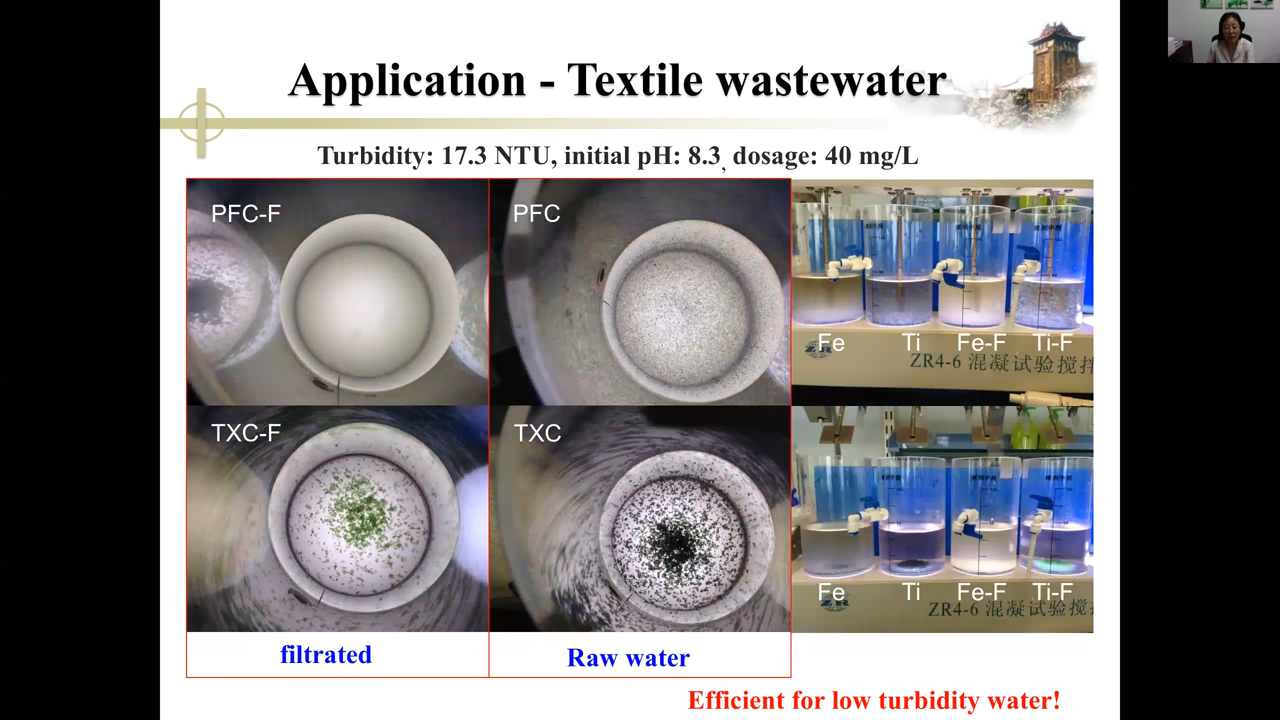 Application - Textile wastewater
Turbidity: 17.3 NTU, initial pH: 8.3, dosage: 40 mg/L
PFC-F
PFC
Fe Ti Fe-F Ti-F
ZR4-6 混凝试验搅拌
TXC-F
TXC
Fe Ti Fe-F Ti-F
ZR4-6 混凝试验搅
filtrated
Raw water
Efficient for low turbidity water!